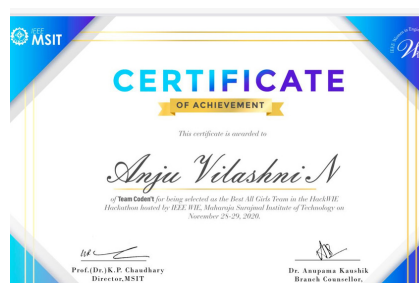 IEEE
MSIT
CERTIFICATE
OF ACHIEVEMENT
This certificate is awarded to
Anju Vilashni N
of Team Coden't for being selected as the Best All Girls Team in the HackWIE
Hackathon hosted by IEEE WIE, Maharaja Surajmal Institute of Technology on
November 28-29, 2020.
Prof.(Dr.)K.P. Chaudhary
Director,MSIT
Dr. Anupama Kaushik
Branch Counsellor,